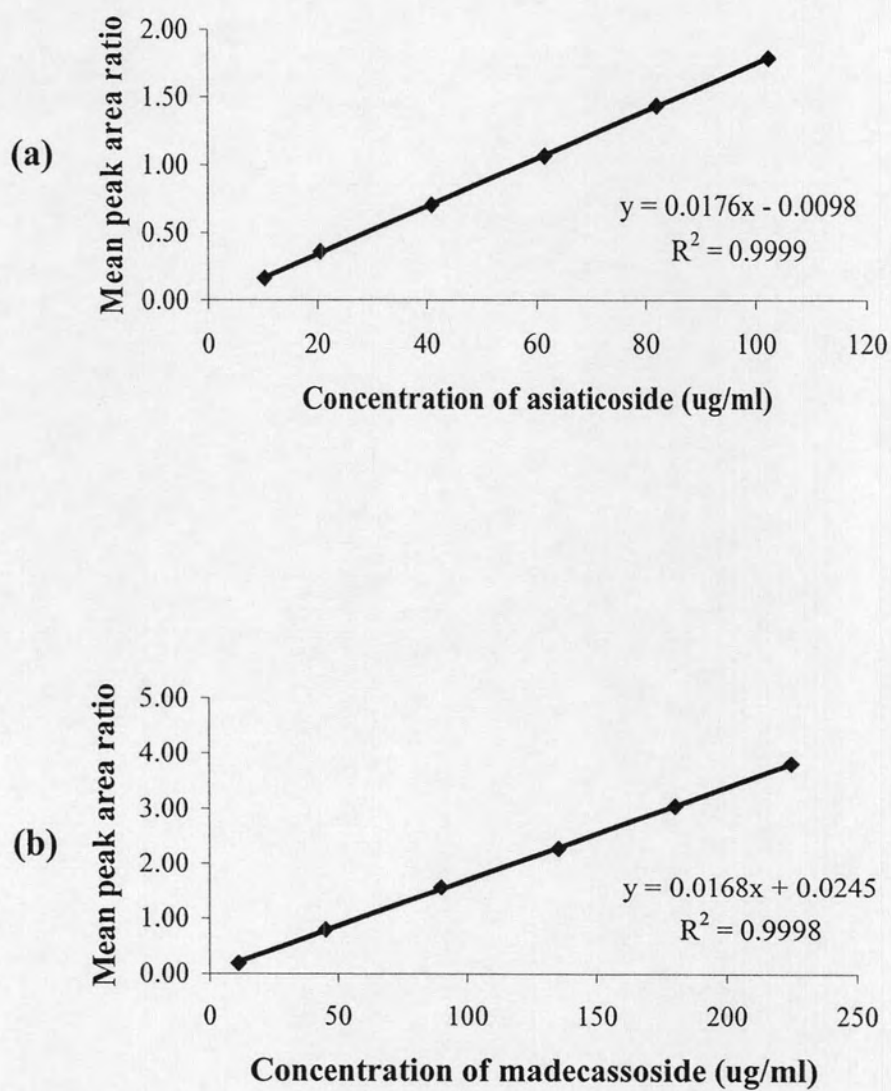 2.00
1.50
1.00
0.50
0.00
Mean peak area ratio
(a)
y = 0.0176x - 0.0098
R² = 0.9999
0 20 40 60 80 100 120
Concentration of asiaticoside (ug/ml)
5.00
4.00
3.00
2.00
1.00
0.00
Mean peak area ratio
(b)
y = 0.0168x + 0.0245
R² = 0.9998
0 50 100 150 200 250
Concentration of madecassoside (ug/ml)